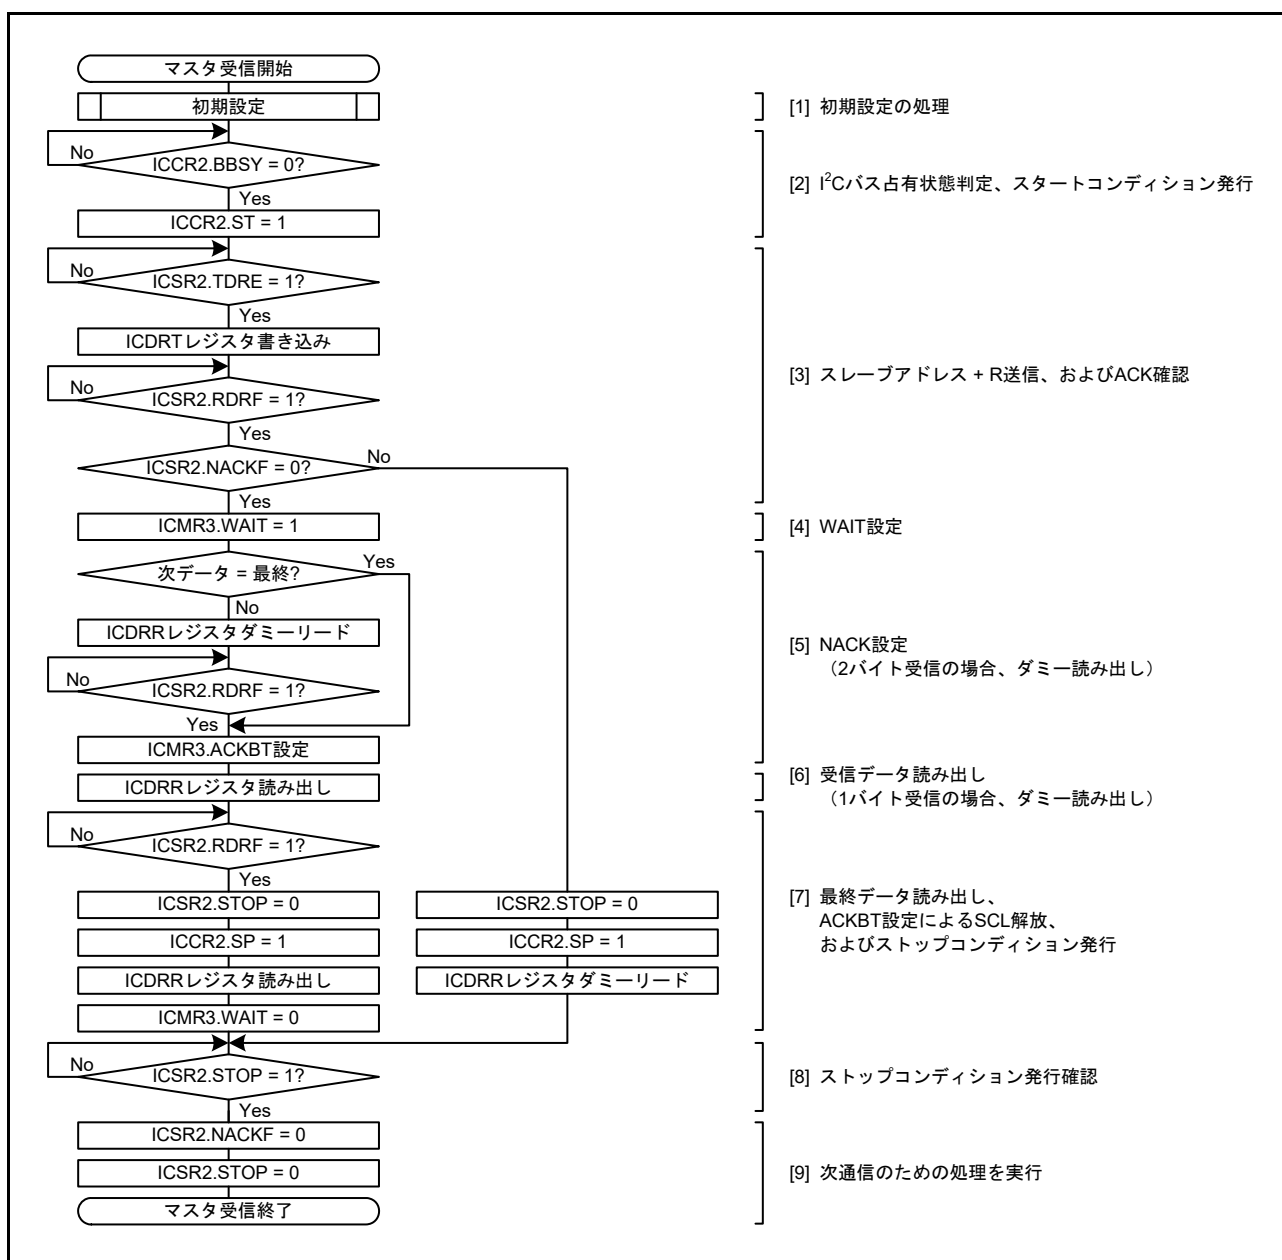 マスタ受信開始
初期設定
[1] 初期設定の処理
No
ICCR2.BBSY = 0?
Yes
ICCR2.ST = 1
[2] I²Cバス占有状態判定、スタートコンディション発行
No
ICSR2.TDRE = 1?
Yes
ICDRTレジスタ書き込み
No
ICSR2.RDRF = 1?
Yes
ICSR2.NACKF = 0?
No
Yes
[3] スレーブアドレス + R送信、およびACK確認
ICMR3.WAIT = 1
[4] WAIT設定
次データ = 最終?
Yes
No
ICDRRレジスタダミーリード
No
ICSR2.RDRF = 1?
Yes
ICMR3.ACKBT設定
[5] NACK設定
（2バイト受信の場合、ダミー読み出し）
ICDRRレジスタ読み出し
[6] 受信データ読み出し
（1バイト受信の場合、ダミー読み出し）
No
ICSR2.RDRF = 1?
Yes
ICSR2.STOP = 0
ICCR2.SP = 1
ICDRRレジスタ読み出し
ICMR3.WAIT = 0
ICSR2.STOP = 0
ICCR2.SP = 1
ICDRRレジスタダミーリード
[7] 最終データ読み出し、
ACKBT設定によるSCL解放、
およびストップコンディション発行
No
ICSR2.STOP = 1?
Yes
[8] ストップコンディション発行確認
ICSR2.NACKF = 0
ICSR2.STOP = 0
マスタ受信終了
[9] 次通信のための処理を実行